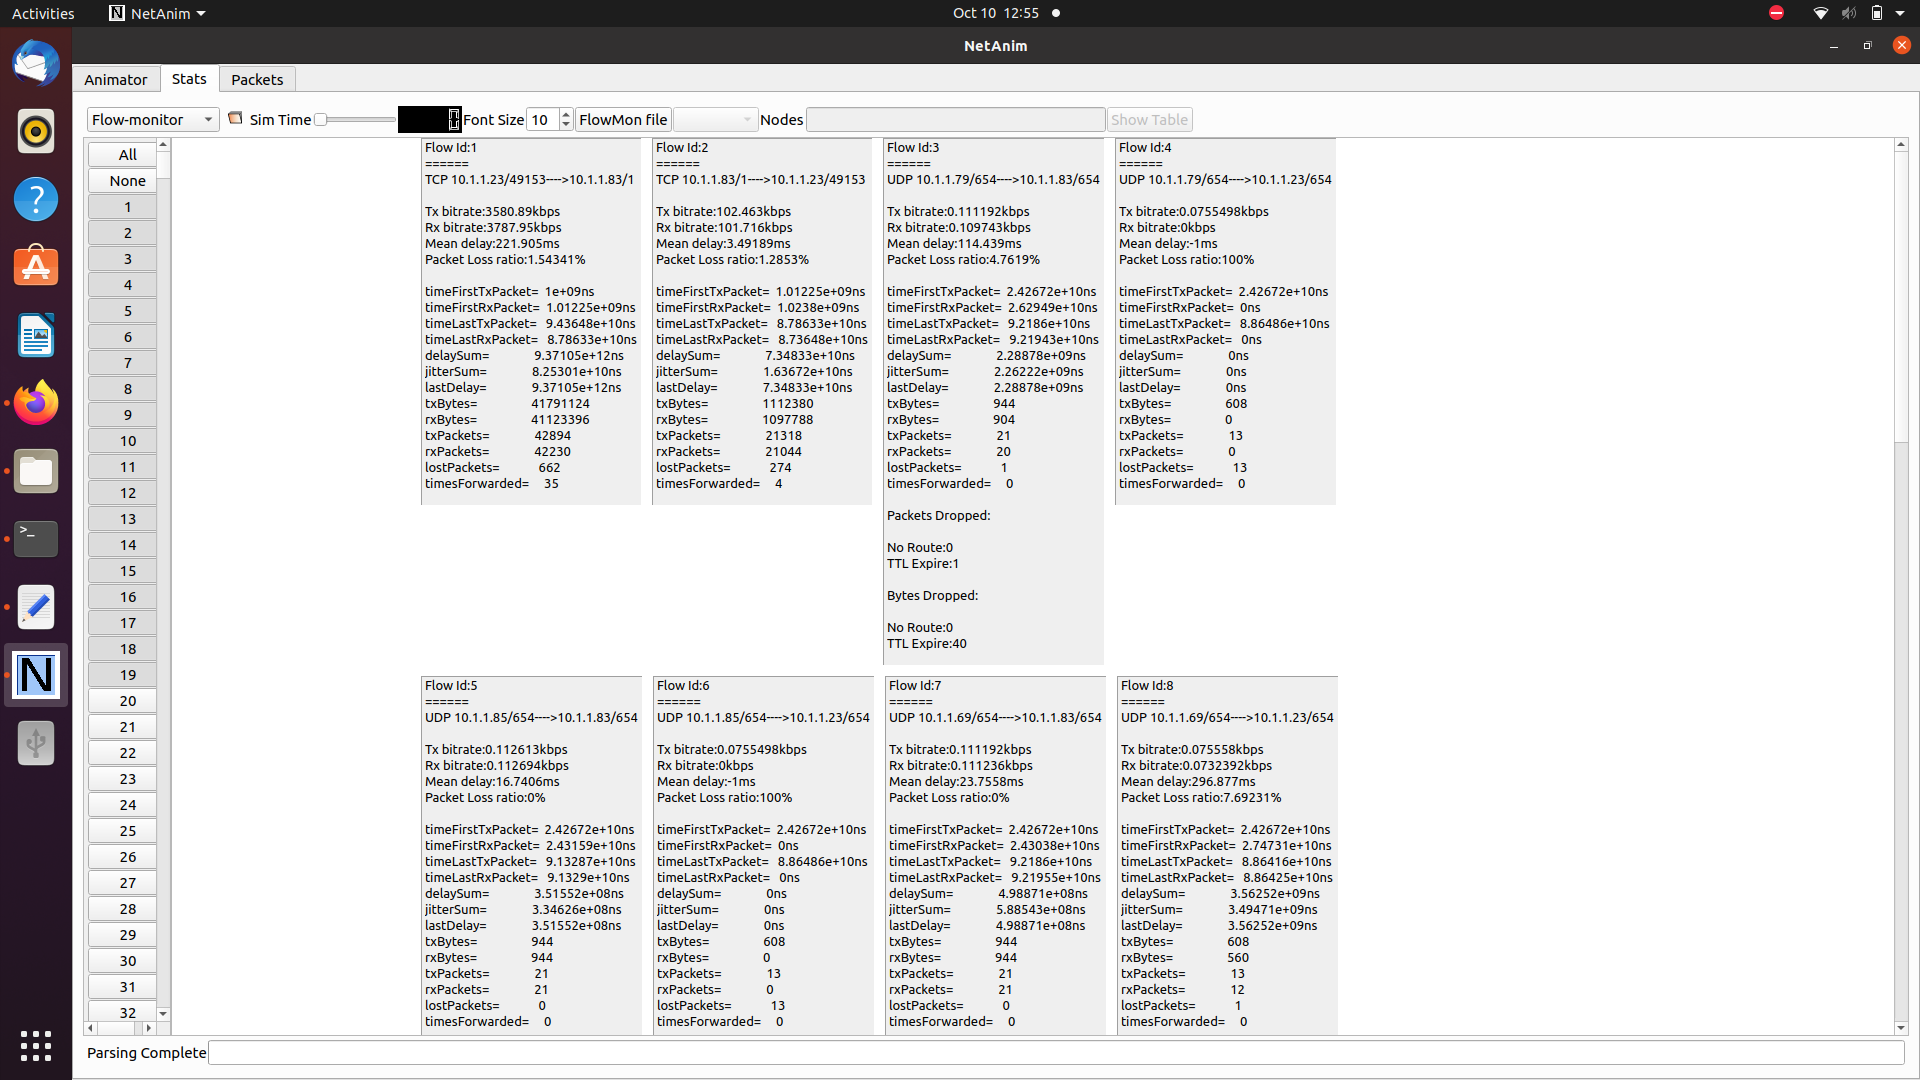 Activities
NetAnim
Oct 10 12:55
NetAnim
Animator
Stats
Packets
Flow-monitor
Sim Time
0
Font Size
10
FlowMon file
Nodes
Show Table
All
None
1
2
3
4
5
6
7
8
9
10
11
12
13
14
15
16
17
18
19
20
21
22
23
24
25
26
27
28
29
30
31
32
Flow Id:1
======
TCP 10.1.1.23/49153---->10.1.1.83/1
Tx bitrate:3580.89kbps
Rx bitrate:3787.95kbps
Mean delay:221.905ms
Packet Loss ratio:1.54341%
timeFirstTxPacket= 1e+09ns
timeFirstRxPacket= 1.01225e+09ns
timeLastTxPacket= 9.43648e+10ns
timeLastRxPacket= 8.78633e+10ns
delaySum= 9.37105e+12ns
jitterSum= 8.25301e+10ns
lastDelay= 9.37105e+12ns
txBytes= 41791124
rxBytes= 41123396
txPackets= 42894
rxPackets= 42230
lostPackets= 662
timesForwarded= 35
Flow Id:2
======
TCP 10.1.1.83/1---->10.1.1.23/49153
Tx bitrate:102.463kbps
Rx bitrate:101.716kbps
Mean delay:3.49189ms
Packet Loss ratio:1.2853%
timeFirstTxPacket= 1.01225e+09ns
timeFirstRxPacket= 1.0238e+09ns
timeLastTxPacket= 8.78633e+10ns
timeLastRxPacket= 8.73648e+10ns
delaySum= 7.34833e+10ns
jitterSum= 1.63672e+10ns
lastDelay= 7.34833e+10ns
txBytes= 1112380
rxBytes= 1097788
txPackets= 21318
rxPackets= 21044
lostPackets= 274
timesForwarded= 4
Flow Id:3
======
UDP 10.1.1.79/654---->10.1.1.83/654
Tx bitrate:0.111192kbps
Rx bitrate:0.109743kbps
Mean delay:114.439ms
Packet Loss ratio:4.7619%
timeFirstTxPacket= 2.42672e+10ns
timeFirstRxPacket= 2.62949e+10ns
timeLastTxPacket= 9.2186e+10ns
timeLastRxPacket= 9.21943e+10ns
delaySum= 2.28878e+09ns
jitterSum= 2.26222e+09ns
lastDelay= 2.28878e+09ns
txBytes= 944
rxBytes= 904
txPackets= 21
rxPackets= 20
lostPackets= 1
timesForwarded= 0
Packets Dropped:
No Route:0
TTL Expire:1
Bytes Dropped:
No Route:0
TTL Expire:40
Flow Id:4
======
UDP 10.1.1.79/654---->10.1.1.23/654
Tx bitrate:0.0755498kbps
Rx bitrate:0kbps
Mean delay:-1ms
Packet Loss ratio:100%
timeFirstTxPacket= 2.42672e+10ns
timeFirstRxPacket= 0ns
timeLastTxPacket= 8.86486e+10ns
timeLastRxPacket= 0ns
delaySum= 0ns
jitterSum= 0ns
lastDelay= 0ns
txBytes= 608
rxBytes= 0
txPackets= 13
rxPackets= 0
lostPackets= 13
timesForwarded= 0
Flow Id:5
======
UDP 10.1.1.85/654---->10.1.1.83/654
Tx bitrate:0.112613kbps
Rx bitrate:0.112694kbps
Mean delay:16.7406ms
Packet Loss ratio:0%
timeFirstTxPacket= 2.42672e+10ns
timeFirstRxPacket= 2.43159e+10ns
timeLastTxPacket= 9.13287e+10ns
timeLastRxPacket= 9.1329e+10ns
delaySum= 3.51552e+08ns
jitterSum= 3.34626e+08ns
lastDelay= 3.51552e+08ns
txBytes= 944
rxBytes= 944
txPackets= 21
rxPackets= 21
lostPackets= 0
timesForwarded= 0
Flow Id:6
======
UDP 10.1.1.85/654---->10.1.1.23/654
Tx bitrate:0.0755498kbps
Rx bitrate:0kbps
Mean delay:-1ms
Packet Loss ratio:100%
timeFirstTxPacket= 2.42672e+10ns
timeFirstRxPacket= 0ns
timeLastTxPacket= 8.86486e+10ns
timeLastRxPacket= 0ns
delaySum= 0ns
jitterSum= 0ns
lastDelay= 0ns
txBytes= 608
rxBytes= 0
txPackets= 13
rxPackets= 0
lostPackets= 13
timesForwarded= 0
Flow Id:7
======
UDP 10.1.1.69/654---->10.1.1.83/654
Tx bitrate:0.111192kbps
Rx bitrate:0.111236kbps
Mean delay:23.7558ms
Packet Loss ratio:0%
timeFirstTxPacket= 2.42672e+10ns
timeFirstRxPacket= 2.43038e+10ns
timeLastTxPacket= 9.2186e+10ns
timeLastRxPacket= 9.21955e+10ns
delaySum= 4.98871e+08ns
jitterSum= 5.88543e+08ns
lastDelay= 4.98871e+08ns
txBytes= 944
rxBytes= 944
txPackets= 21
rxPackets= 21
lostPackets= 0
timesForwarded= 0
Flow Id:8
======
UDP 10.1.1.69/654---->10.1.1.23/654
Tx bitrate:0.075558kbps
Rx bitrate:0.0732392kbps
Mean delay:296.877ms
Packet Loss ratio:7.69231%
timeFirstTxPacket= 2.42672e+10ns
timeFirstRxPacket= 2.74731e+10ns
timeLastTxPacket= 8.86416e+10ns
timeLastRxPacket= 8.86425e+10ns
delaySum= 3.56252e+09ns
jitterSum= 3.49471e+09ns
lastDelay= 3.56252e+09ns
txBytes= 608
rxBytes= 560
txPackets= 13
rxPackets= 12
lostPackets= 1
timesForwarded= 0
Parsing Complete